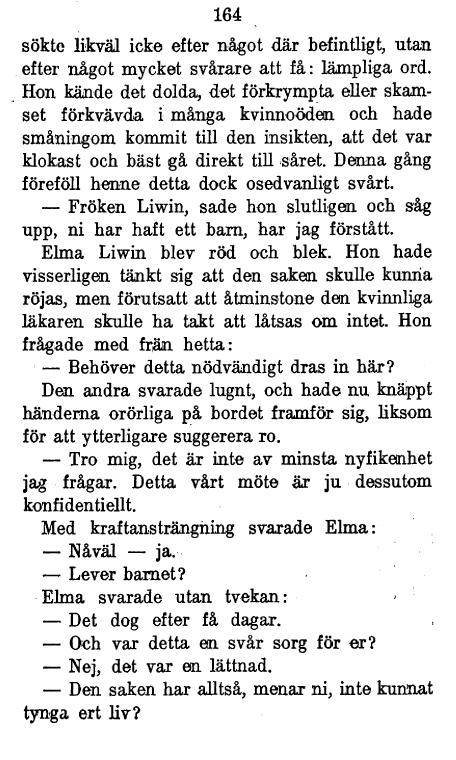 164
sökte likväl icke efter något där befintligt, utan
efter något mycket svårare att få: lämpliga ord.
Hon kände det dolda, det förkrympta eller skam-
set förkvävda i många kvinnoöden och hade
småningom kommit till den insikten, att det var
klokast och bäst gå direkt till såret. Denna gång
föreföll henne detta dock osedvanligt svårt.
— Fröken Liwin, sade hon slutligen och såg
upp, ni har haft ett barn, har jag förstått.
Elma Liwin blev röd och blek. Hon hade
visserligen tänkt sig att den saken skulle kunna
röjas, men förutsatt att åtminstone den kvinnliga
läkaren skulle ha takt att låtsas om intet. Hon
frågade med frän hetta:
— Behöver detta nödvändigt dras in här?
Den andra svarade lugnt, och hade nu knäppt
händerna orörliga på bordet framför sig, liksom
för att ytterligare suggerera ro.
— Tro mig, det är inte av minsta nyfikenhet
jag frågar. Detta vårt möte är ju dessutom
konfidentiellt.
Med kraftansträngning svarade Elma:
— Nåväl — ja.
— Lever barnet?
Elma svarade utan tvekan:
— Det dog efter få dagar.
— Och var detta en svår sorg för er?
— Nej, det var en lättnad.
— Den saken har alltså, menar ni, inte kunnat
tynga ert liv?